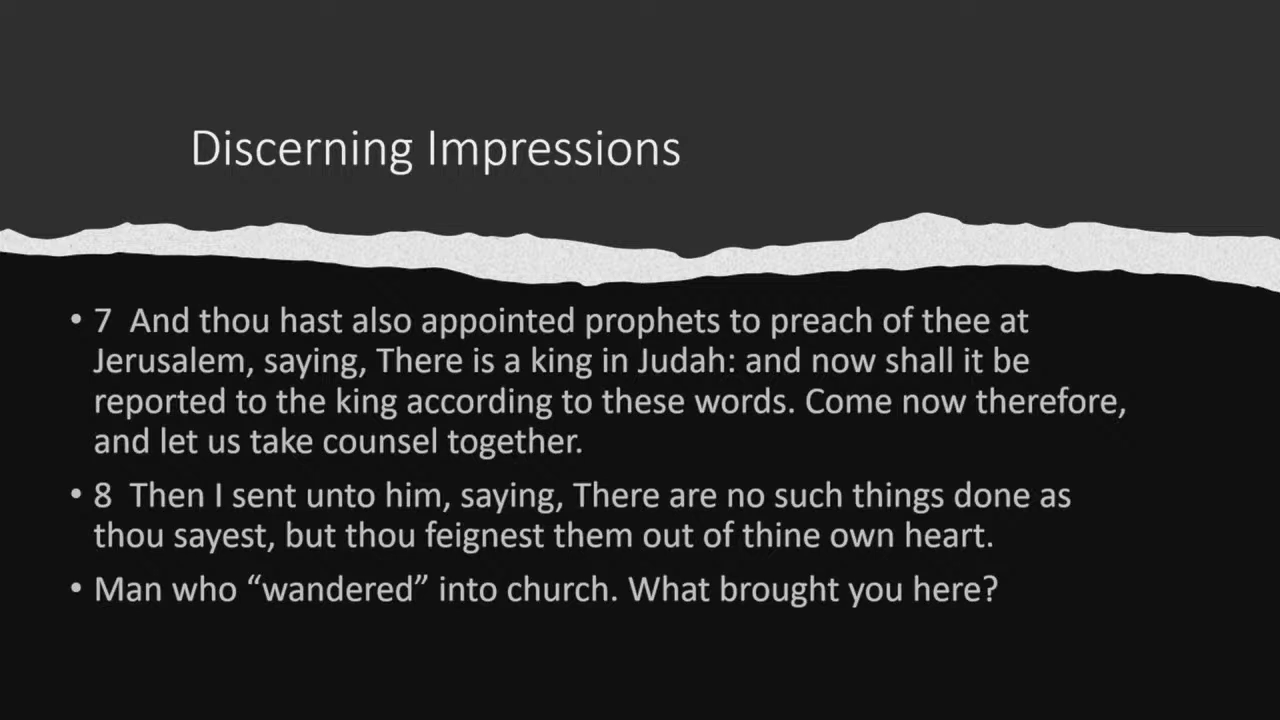 Discerning Impressions
• 7 And thou hast also appointed prophets to preach of thee at
Jerusalem, saying, There is a king in Judah: and now shall it be
reported to the king according to these words. Come now therefore,
and let us take counsel together.
• 8 Then I sent unto him, saying, There are no such things done as
thou sayest, but thou feignest them out of thine own heart.
• Man who “wandered” into church. What brought you here?